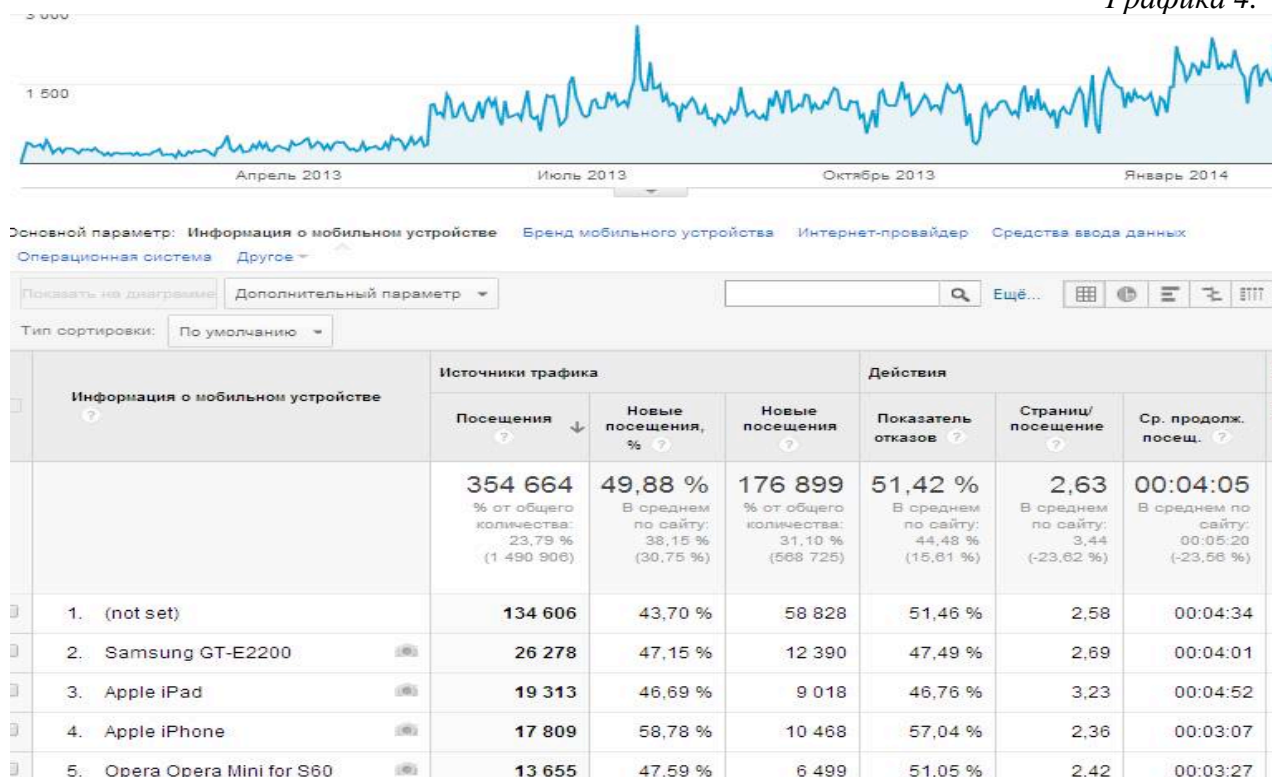 Графика 4.
3 000
1 500
Апрель 2013 Июль 2013 Октябрь 2013 Январь 2014
Основной параметр: Информация о мобильном устройстве Бренд мобильного устройства Интернет-провайдер Средства ввода данных
Операционная система Другое
Показать на диаграмме Дополнительный параметр Ещё...
Тип сортировки: По умолчанию
Информация о мобильном устройстве
?
Источники трафика Действия
Посещения
?
Новые
посещения,
% ?
Новые
посещения
?
Показатель
отказов ?
Страниц/
посещение
?
Ср. продолж.
посещ. ?
354 664
% от общего
количества:
23,79 %
(1 490 906)
49,88 %
В среднем
по сайту:
38,15 %
(30,75 %)
176 899
% от общего
количества:
31,10 %
(568 725)
51,42 %
В среднем
по сайту:
44,48 %
(15,61 %)
2,63
В среднем
по сайту:
3,44
(-23,62 %)
00:04:05
В среднем по
сайту:
00:05:20
(-23,56 %)
1. (not set) 134 606 43,70 % 58 828 51,46 % 2,58 00:04:34
2. Samsung GT-E2200 26 278 47,15 % 12 390 47,49 % 2,69 00:04:01
3. Apple iPad 19 313 46,69 % 9 018 46,76 % 3,23 00:04:52
4. Apple iPhone 17 809 58,78 % 10 468 57,04 % 2,36 00:03:07
5. Opera Opera Mini for S60 13 655 47,59 % 6 499 51,05 % 2,42 00:03:27